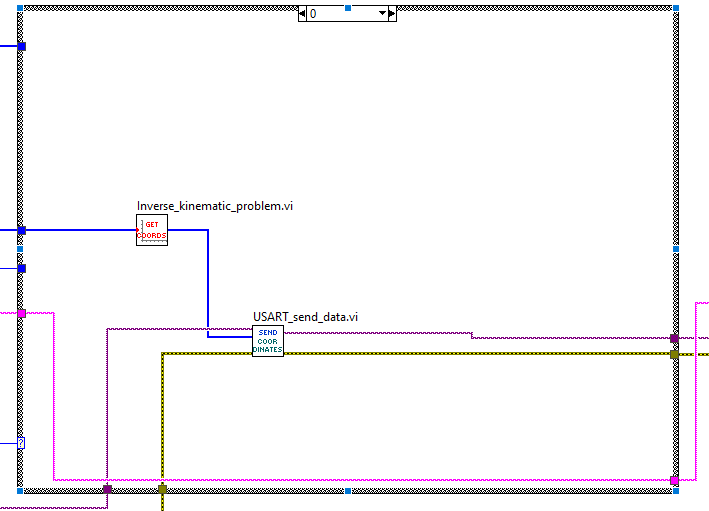 0
Inverse_kinematic_problem.vi
GET
COORDS
USART_send_data.vi
SEND
COOR
DINATES
?